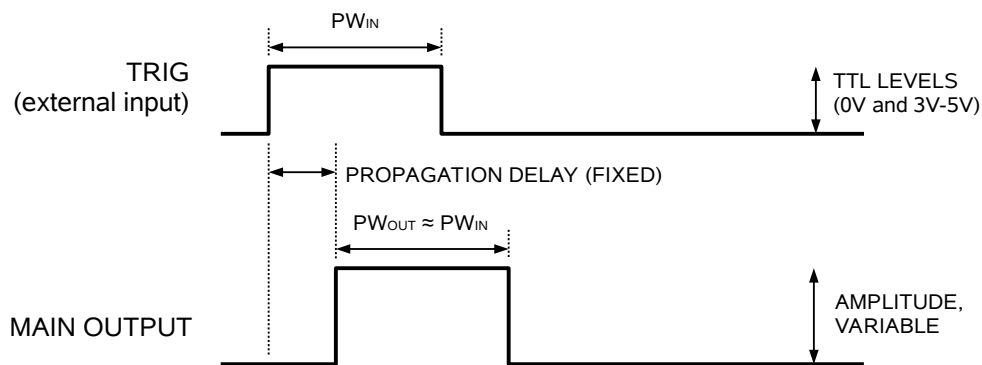 PWIN
TRIG
(external input)
TTL LEVELS
(0V and 3V-5V)
PROPAGATION DELAY (FIXED)
PWOUT ≈ PWIN
MAIN OUTPUT
AMPLITUDE,
VARIABLE